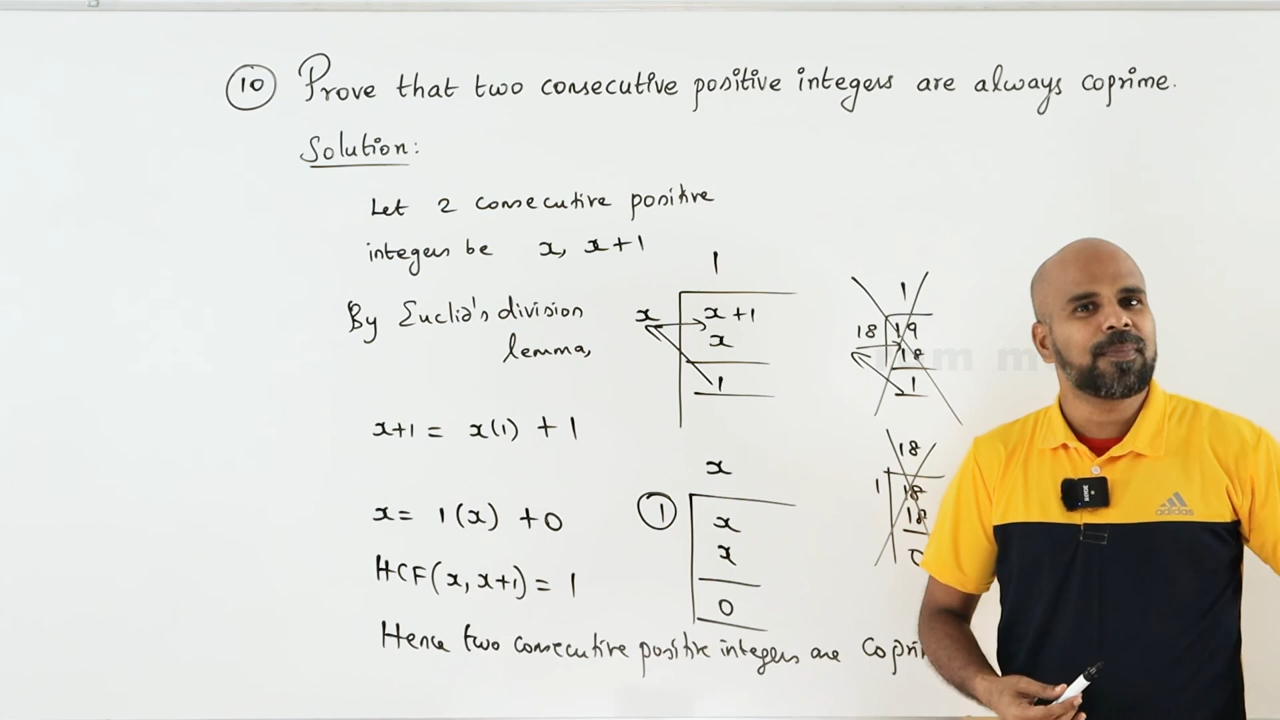 10 Prove that two consecutive positive integers are always coprime.
Solution:
Let 2 consecutive positive
integers be x, x+1
By Euclid's division
lemma,
x+1 = x(1) + 1
x = 1(x) + 0
HCF(x, x+1) = 1
Hence two consecutive positive integers are copri
1
x x+1
x
1
x
1 x
x
0
1
18 19
18
1
18
1 18
18
0
m m
adidas